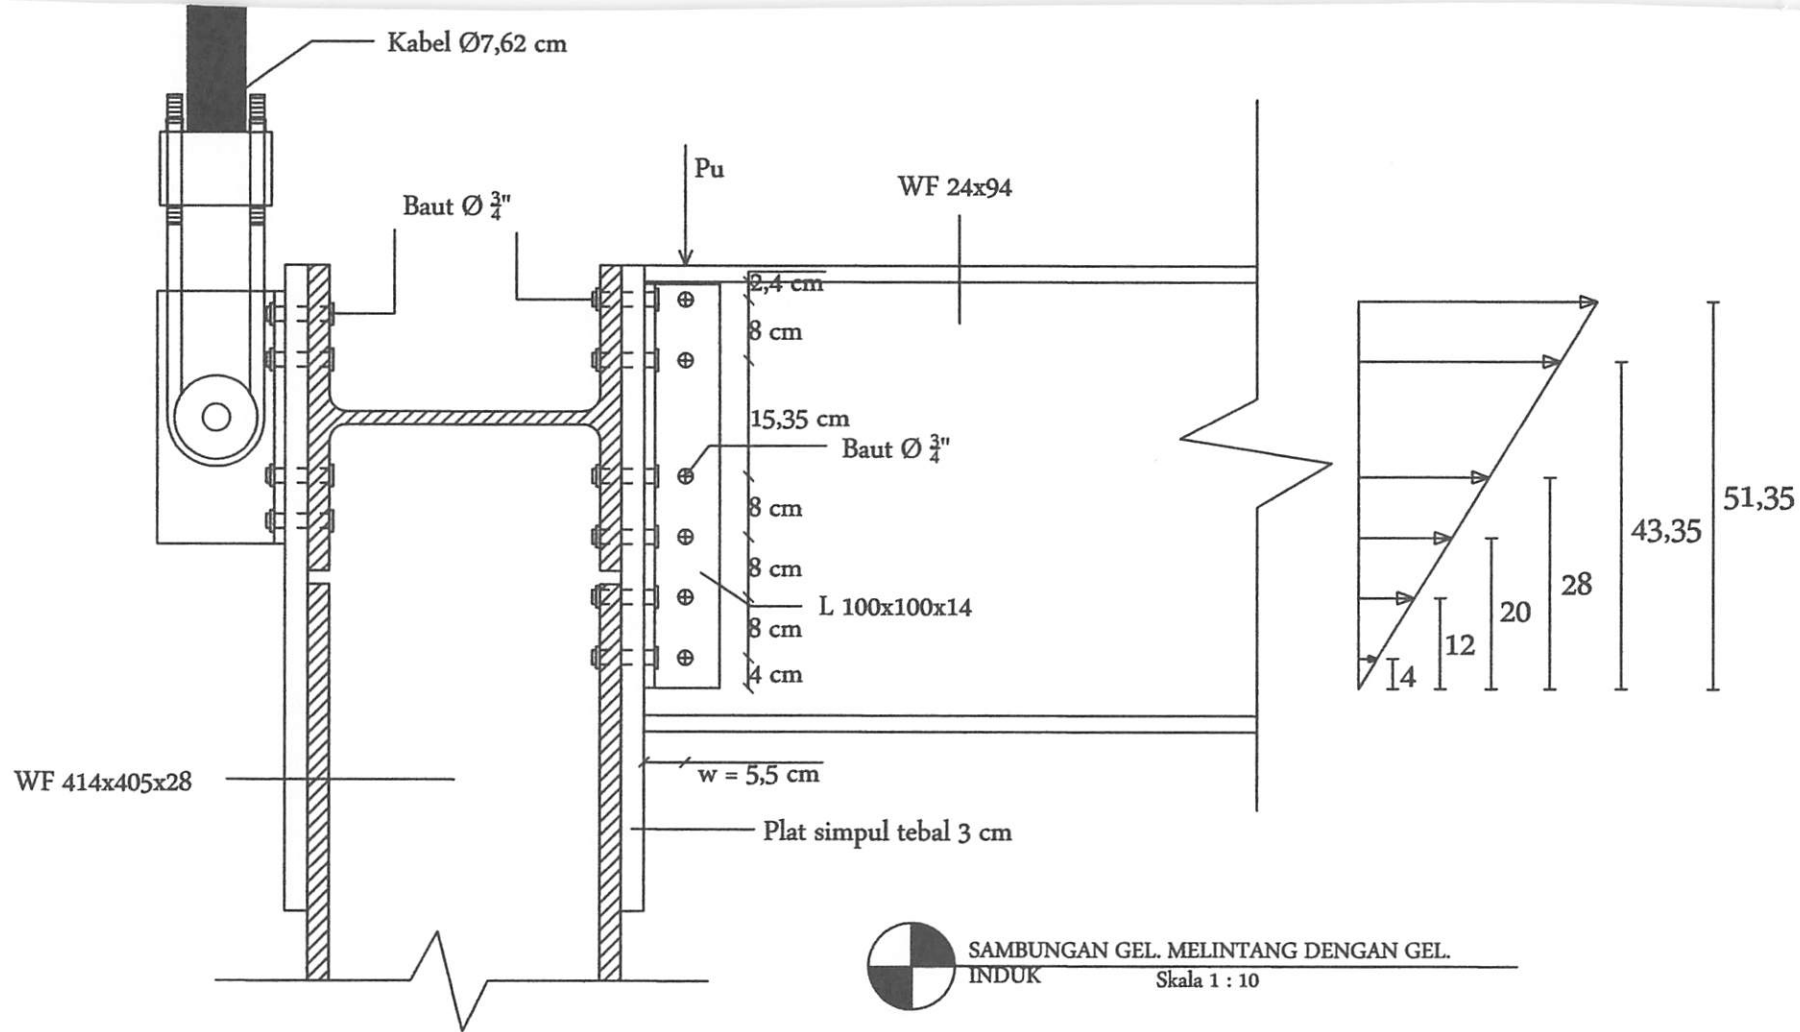 Kabel Ø7,62 cm
Pu
WF 24x94
Baut Ø 3/4"
2,4 cm
8 cm
15,35 cm
Baut Ø 3/4"
8 cm
8 cm
L 100x100x14
8 cm
4 cm
51,35
43,35
28
20
12
4
WF 414x405x28
w = 5,5 cm
Plat simpul tebal 3 cm
SAMBUNGAN GEL. MELINTANG DENGAN GEL.
INDUK
Skala 1 : 10